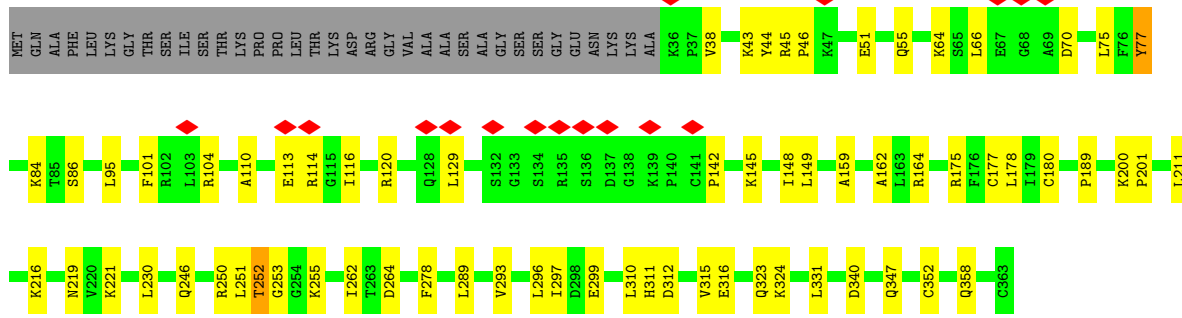 MET GLN ALA PHE LEU LYS GLY THR SER ILE SER THR LYS PRO PRO LEU THR LYS ASP ARG GLY VAL ALA ALA SER ALA GLY SER SER GLY GLU ASN LYS LYS ALA K36 P37 V38 K43 Y44 R45 P46 K47 E51 Q55 K64 S65 L66 E67 G68 A69 D70 L75 F76 Y77
K84 T85 S86 L95 F101 R102 L103 R104 A110 E113 R114 G115 I116 R120 Q128 L129 S132 G133 S134 R135 S136 D137 G138 K139 P140 C141 P142 K145 I148 L149 A159 A162 L163 R164 R175 F176 C177 L178 I179 C180 P189 K200 P201 L211
K216 N219 V220 K221 L230 Q246 R250 L251 T252 G253 G254 K255 I262 T263 D264 F278 L289 V293 L296 I297 D298 E299 L310 H311 D312 V315 E316 Q323 K324 L331 D340 Q347 C352 Q358 C363